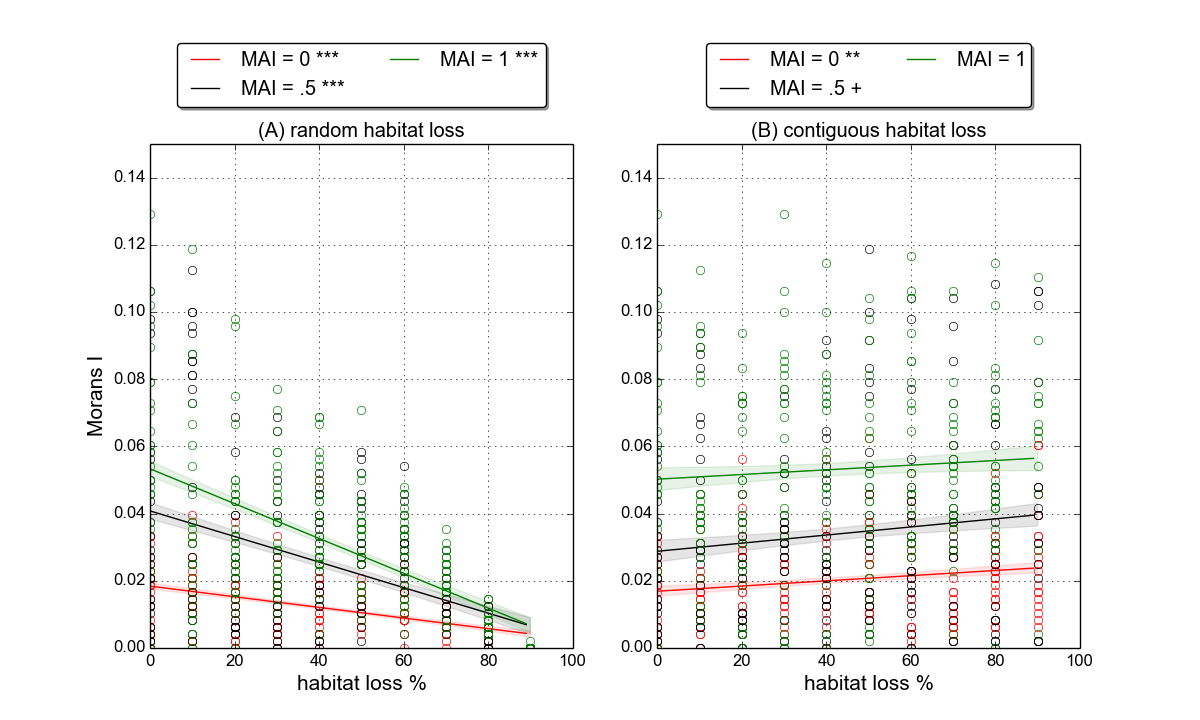 MAI = 0 *** MAI = 1 ***
MAI = .5 ***
MAI = 0 ** MAI = 1
MAI = .5 +
(A) random habitat loss
(B) contiguous habitat loss
Morans I
0.14
0.12
0.10
0.08
0.06
0.04
0.02
0.00
0 20 40 60 80 100
habitat loss %
0.14
0.12
0.10
0.08
0.06
0.04
0.02
0.00
0 20 40 60 80 100
habitat loss %